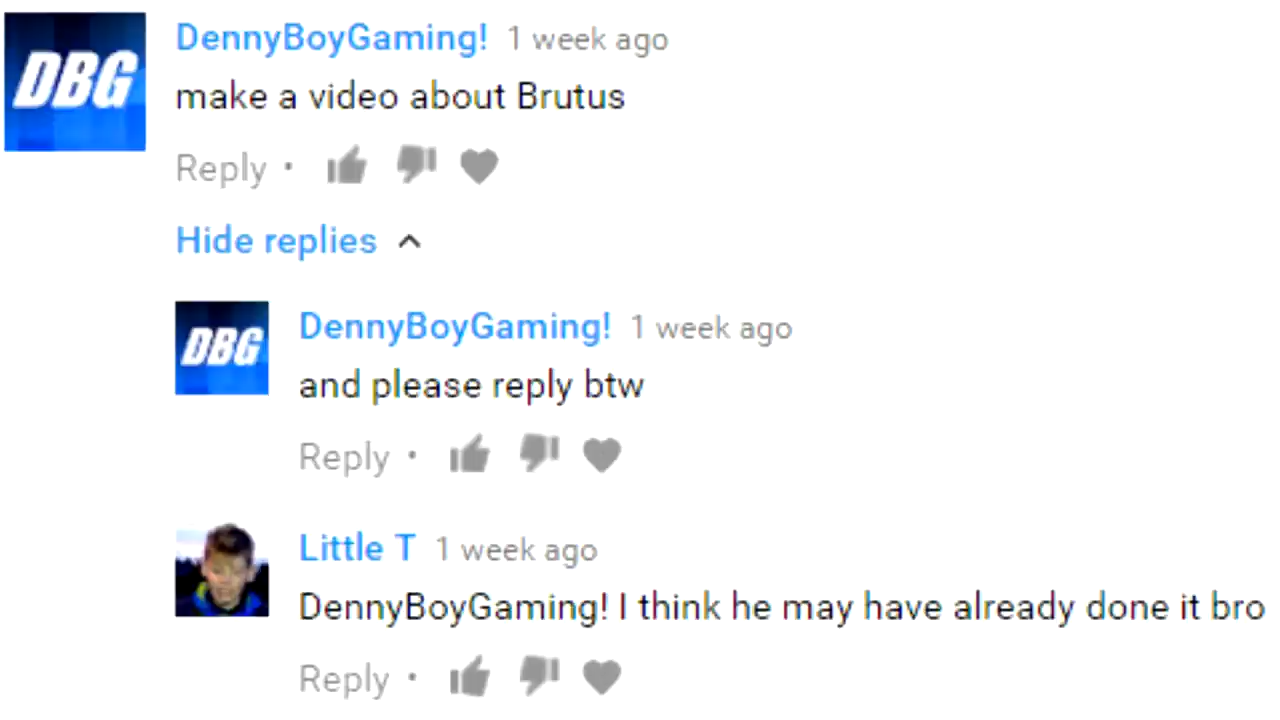 DBG
DennyBoyGaming! 1 week ago
make a video about Brutus
Reply •
Hide replies
DBG
DennyBoyGaming! 1 week ago
and please reply btw
Reply •
Little T 1 week ago
DennyBoyGaming! I think he may have already done it bro
Reply •